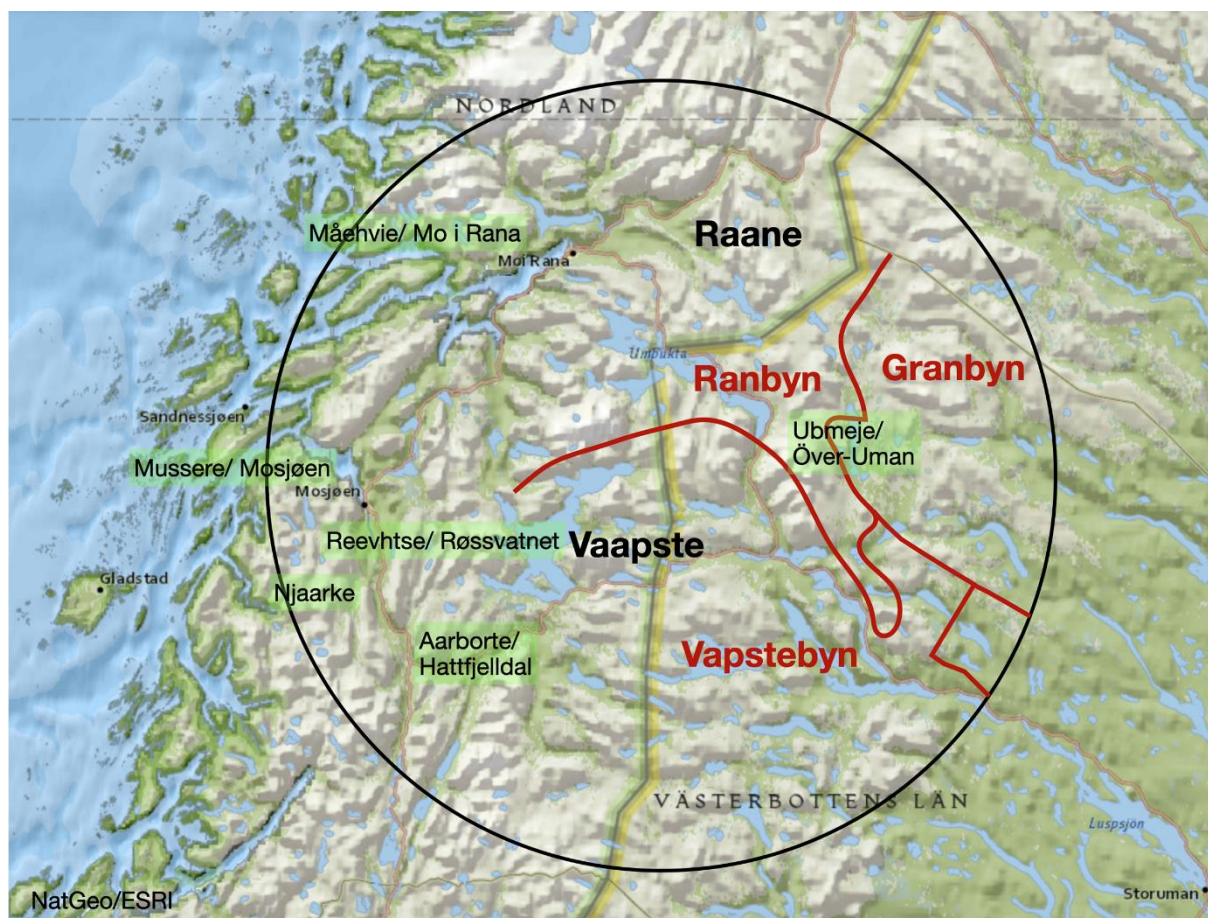 NORDLAND
Måehvie/ Mo i Rana
Raane
Mo i Rana
Umbukta
Ranbyn
Granbyn
Sandnessjøen
Ubmeje/
Över-Uman
Mussere/ Mosjøen
Mosjøen
Reevhtse/ Røssvatnet
Vaapste
Gladstad
Njaarke
Aarborte/
Hattfjelldal
Vapstebyn
VÄSTERBOTTENS LÄN
Luspsjön
NatGeo/ESRI
Storuman